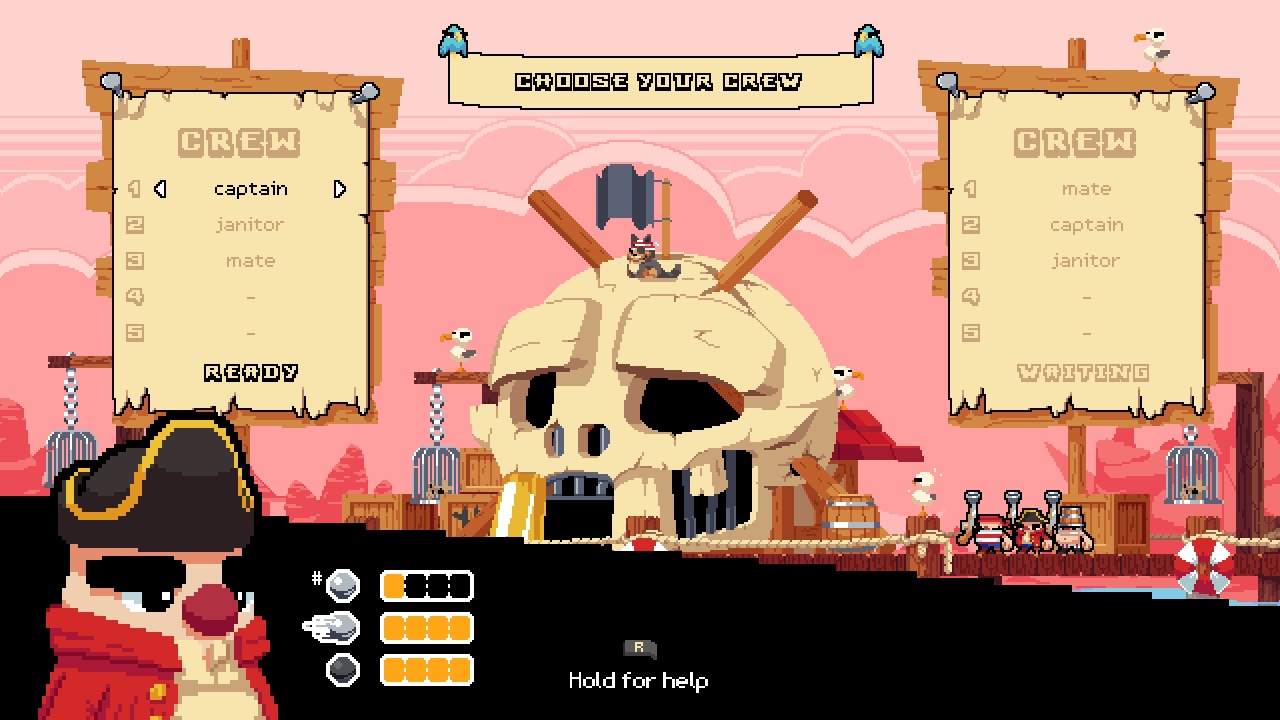 CHOOSE YOUR CREW
CREW
1 captain
2 janitor
3 mate
4 -
5 -
READY
CREW
1 mate
2 captain
3 janitor
4 -
5 -
WAITING
#
R
Hold for help